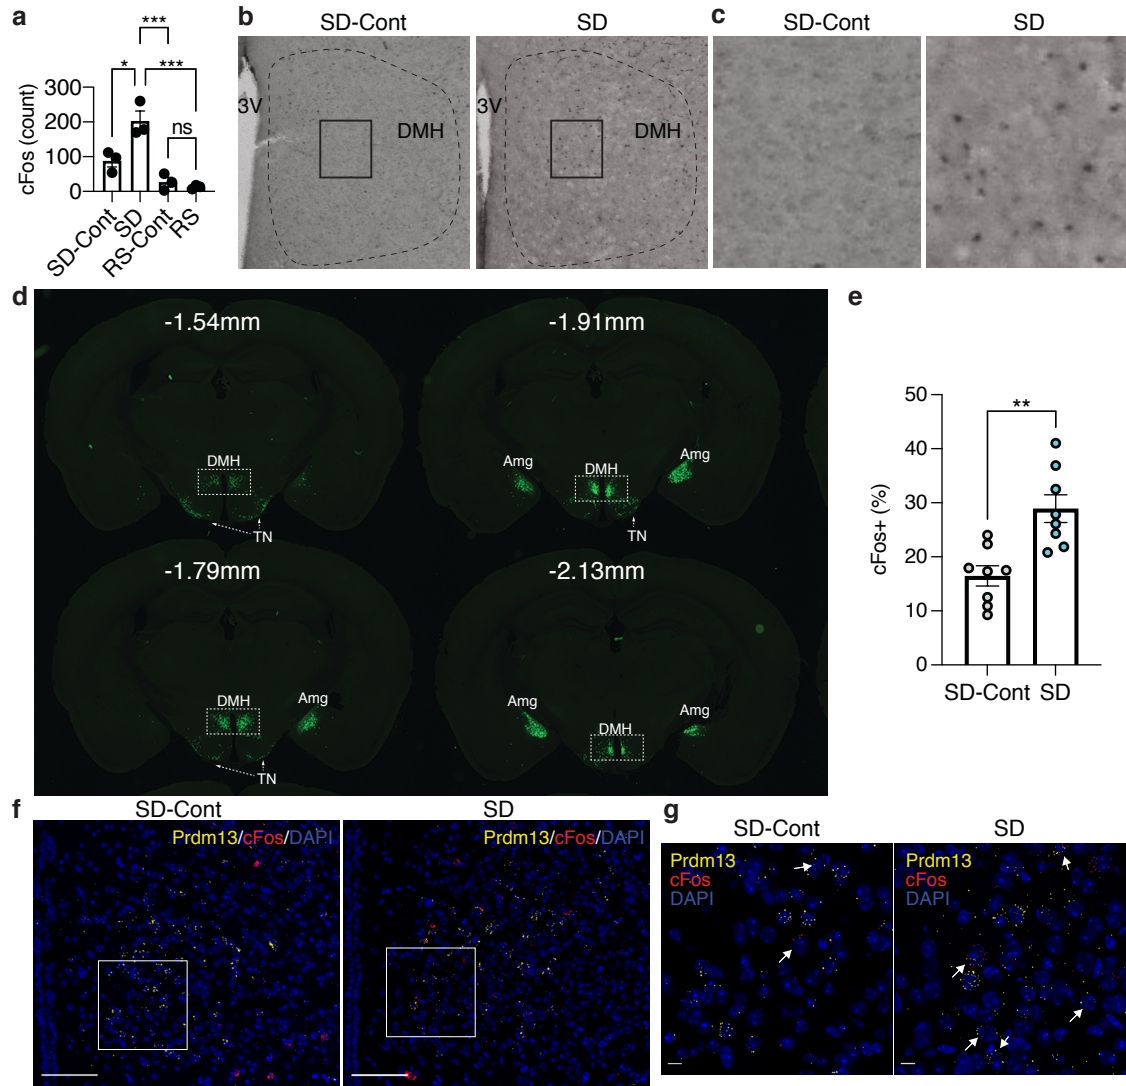 a
***
*
***
ns
cFos (count)
300
200
100
0
SD-Cont
SD
RS-Cont
RS
b
SD-Cont
SD
3V
DMH
3V
DMH
c
SD-Cont
SD
d
-1.54mm
DMH
TN
-1.91mm
Amg
DMH
Amg
TN
-1.79mm
DMH
Amg
TN
-2.13mm
Amg
DMH
Amg
e
**
cFos+ (%)
50
40
30
20
10
0
SD-Cont
SD
f
SD-Cont
SD
Prdm13/cFos/DAPI
Prdm13/cFos/DAPI
g
SD-Cont
SD
Prdm13
cFos
DAPI
Prdm13
cFos
DAPI